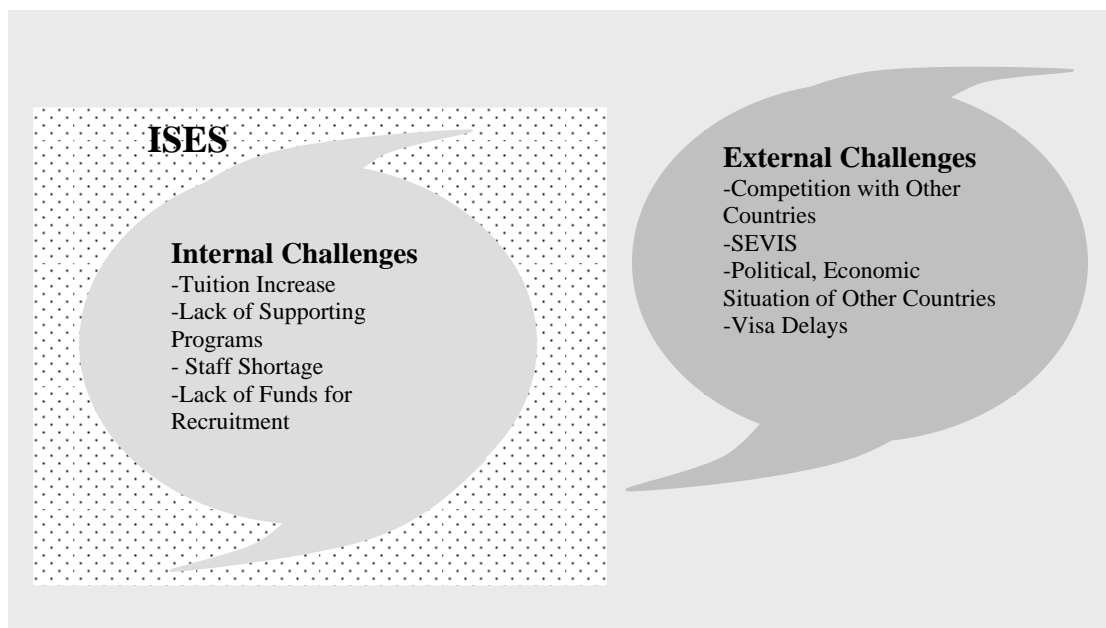 ISES
Internal Challenges
-Tuition Increase
-Lack of Supporting
Programs
- Staff Shortage
-Lack of Funds for
Recruitment
External Challenges
-Competition with Other
Countries
-SEVIS
-Political, Economic
Situation of Other Countries
-Visa Delays